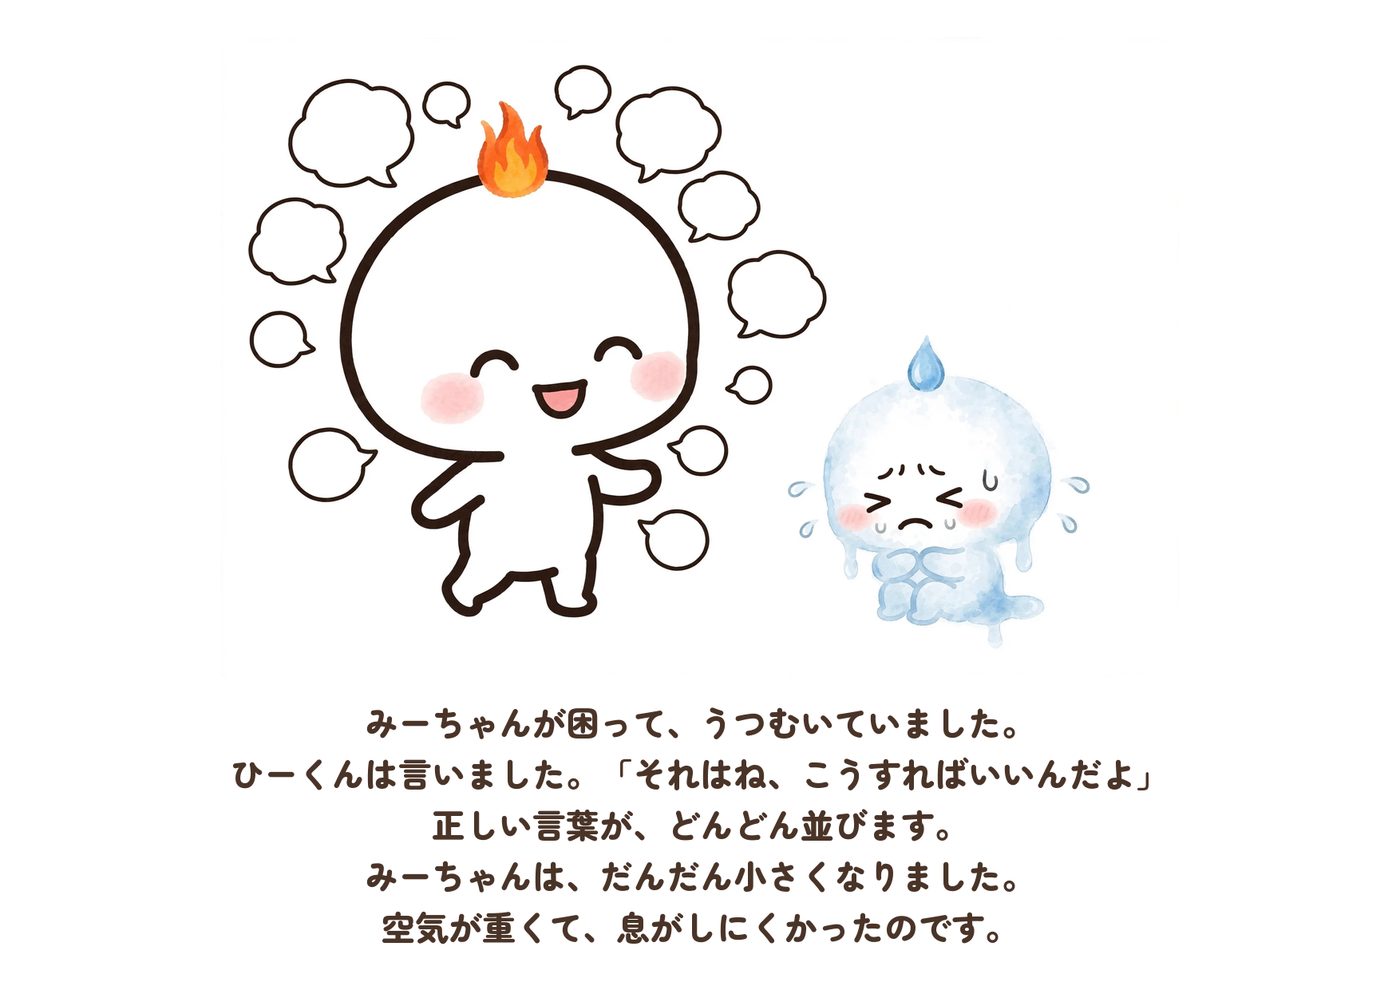 みーちゃんが困って、うつむいていました。
ひーくんは言いました。「それはね、こうすればいいんだよ」
正しい言葉が、どんどん並びます。
みーちゃんは、だんだん小さくなりました。
空気が重くて、息がしにくかったのです。